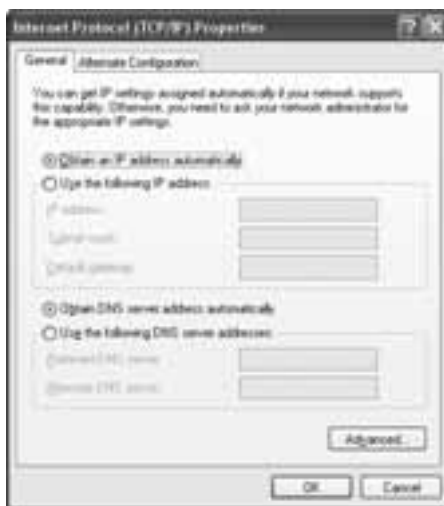 Internet Protocol (TCP/IP) Properties
General
Alternate Configuration
You can get IP settings assigned automatically if your network supports
this capability. Otherwise, you need to ask your network administrator for
the appropriate IP settings.
Obtain an IP address automatically
Use the following IP address:
IP address:
Subnet mask:
Default gateway:
Obtain DNS server address automatically
Use the following DNS server addresses:
Preferred DNS server:
Alternate DNS server:
Advanced...
OK
Cancel